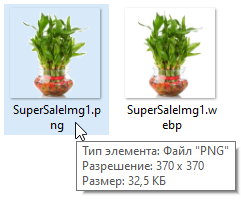 SuperSaleImg1.p
ng
SuperSaleImg1.w
ebp
Тип элемента: Файл "PNG"
Разрешение: 370 x 370
Размер: 32,5 КБ